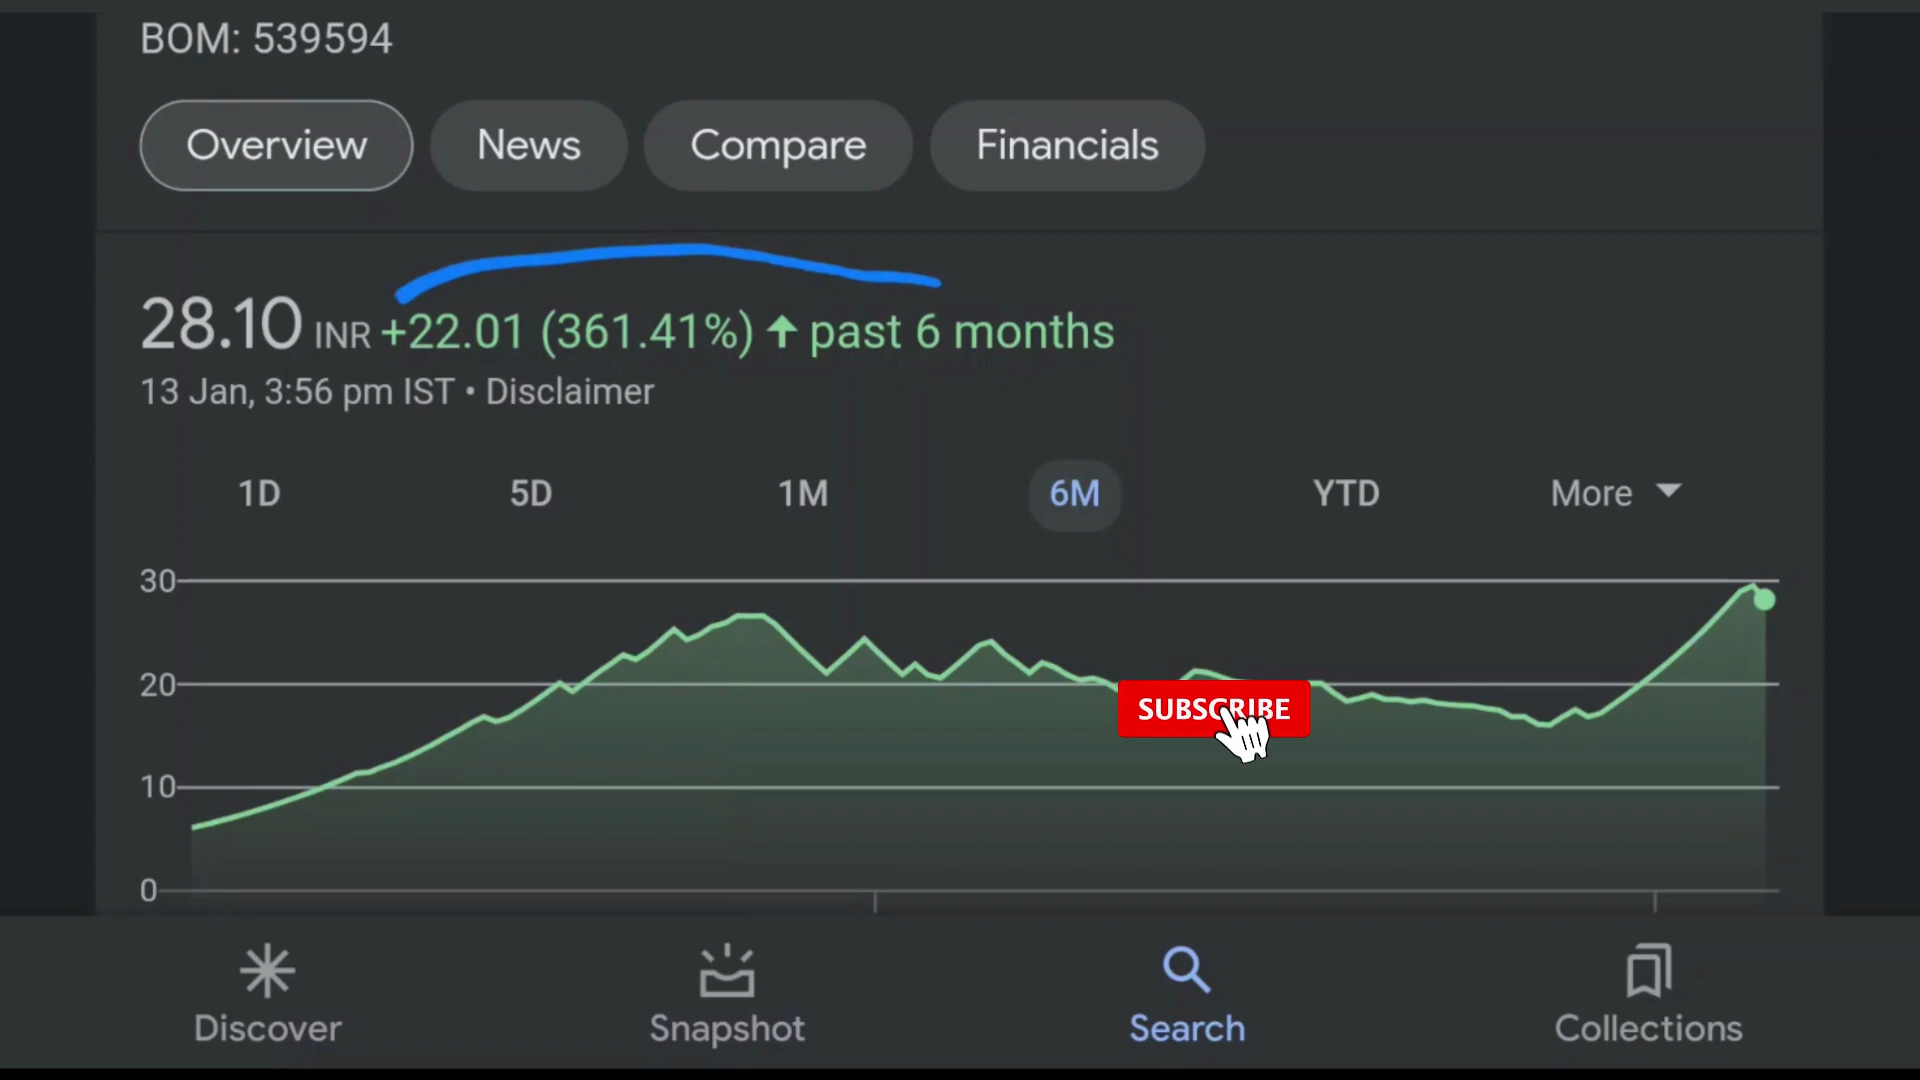 BOM: 539594
Overview News Compare Financials
28.10 INR +22.01 (361.41%) ↑ past 6 months
13 Jan, 3:56 pm IST • Disclaimer
1D 5D 1M 6M YTD More
30
20
SUBSCRIBE
10
0
Discover Snapshot Search Collections